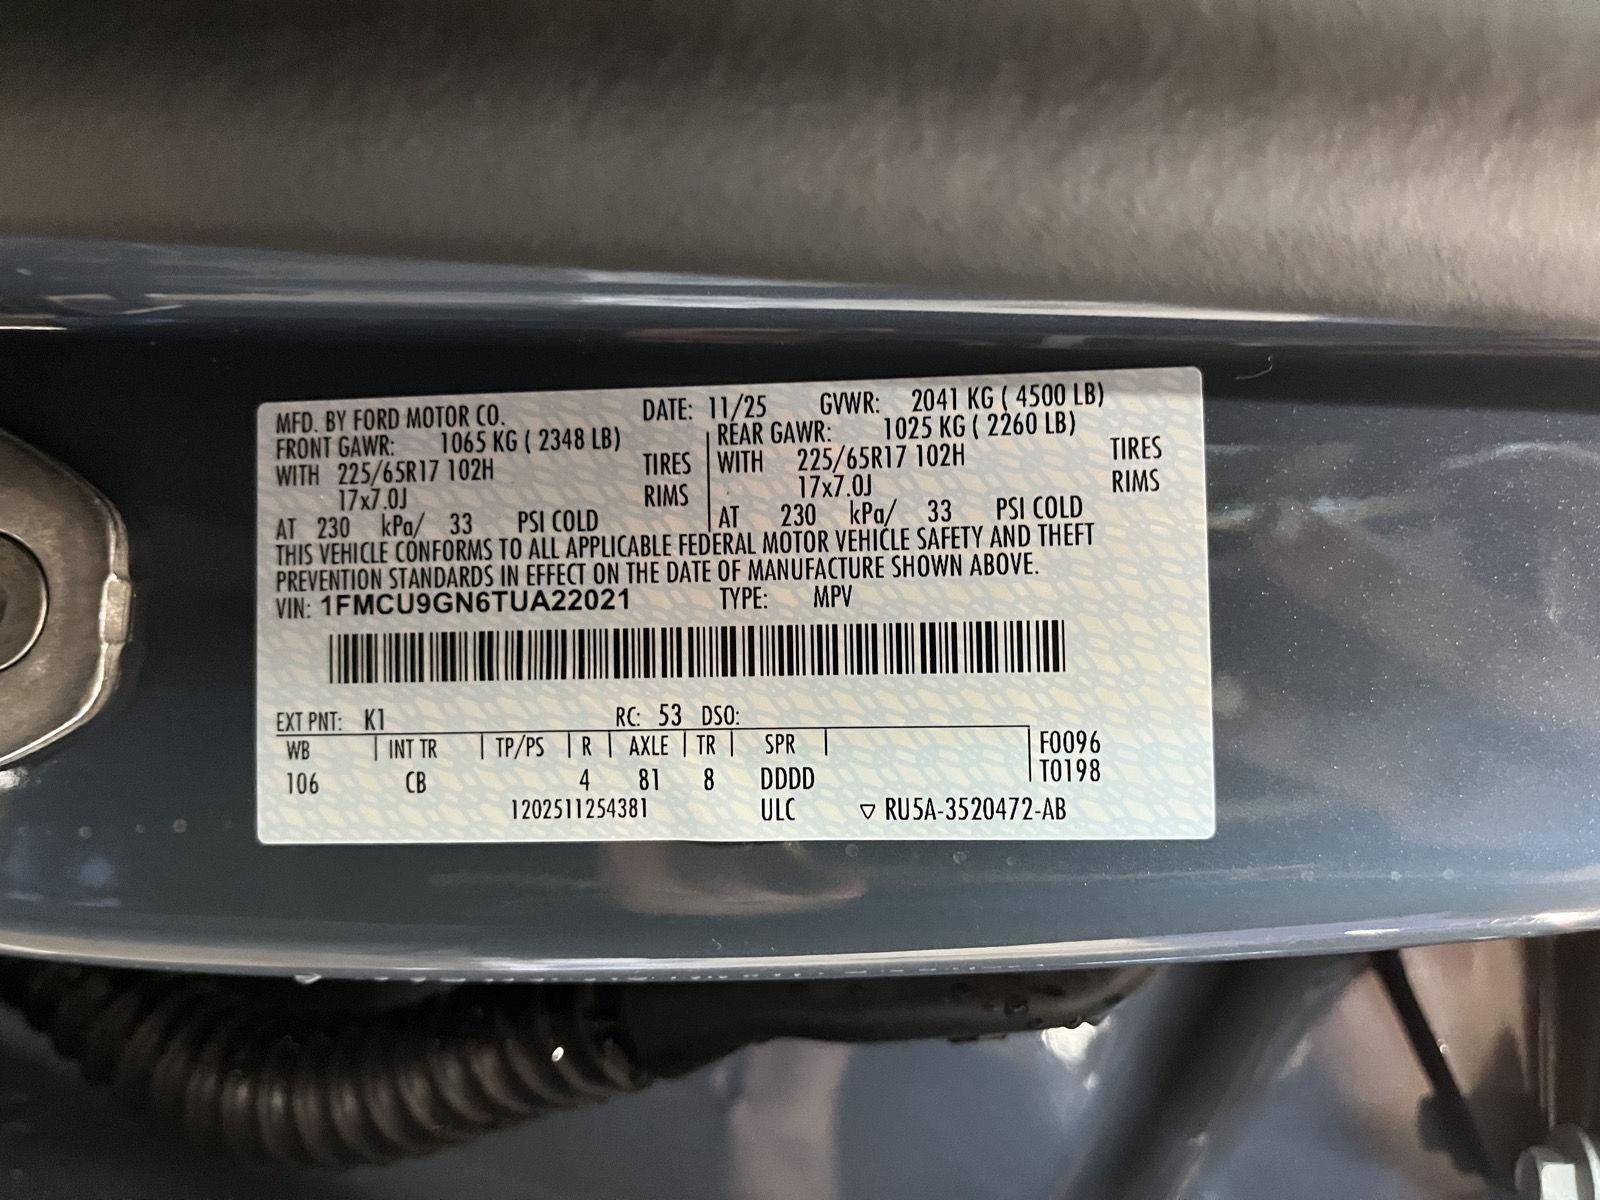 MFD. BY FORD MOTOR CO. DATE: 11/25 GVWR: 2041 KG ( 4500 LB)
FRONT GAWR: 1065 KG ( 2348 LB) REAR GAWR: 1025 KG ( 2260 LB)
WITH 225/65R17 102H TIRES WITH 225/65R17 102H TIRES
17x7.0J RIMS 17x7.0J RIMS
AT 230 kPa/ 33 PSI COLD AT 230 kPa/ 33 PSI COLD
THIS VEHICLE CONFORMS TO ALL APPLICABLE FEDERAL MOTOR VEHICLE SAFETY AND THEFT
PREVENTION STANDARDS IN EFFECT ON THE DATE OF MANUFACTURE SHOWN ABOVE.
VIN: 1FMCU9GN6TUA22021 TYPE: MPV
EXT PNT: K1 RC: 53 DSO:
WB INT TR TP/PS R AXLE TR SPR F0096
106 CB 4 81 8 DDDD T0198
1202511254381 ULC ▽ RU5A-3520472-AB